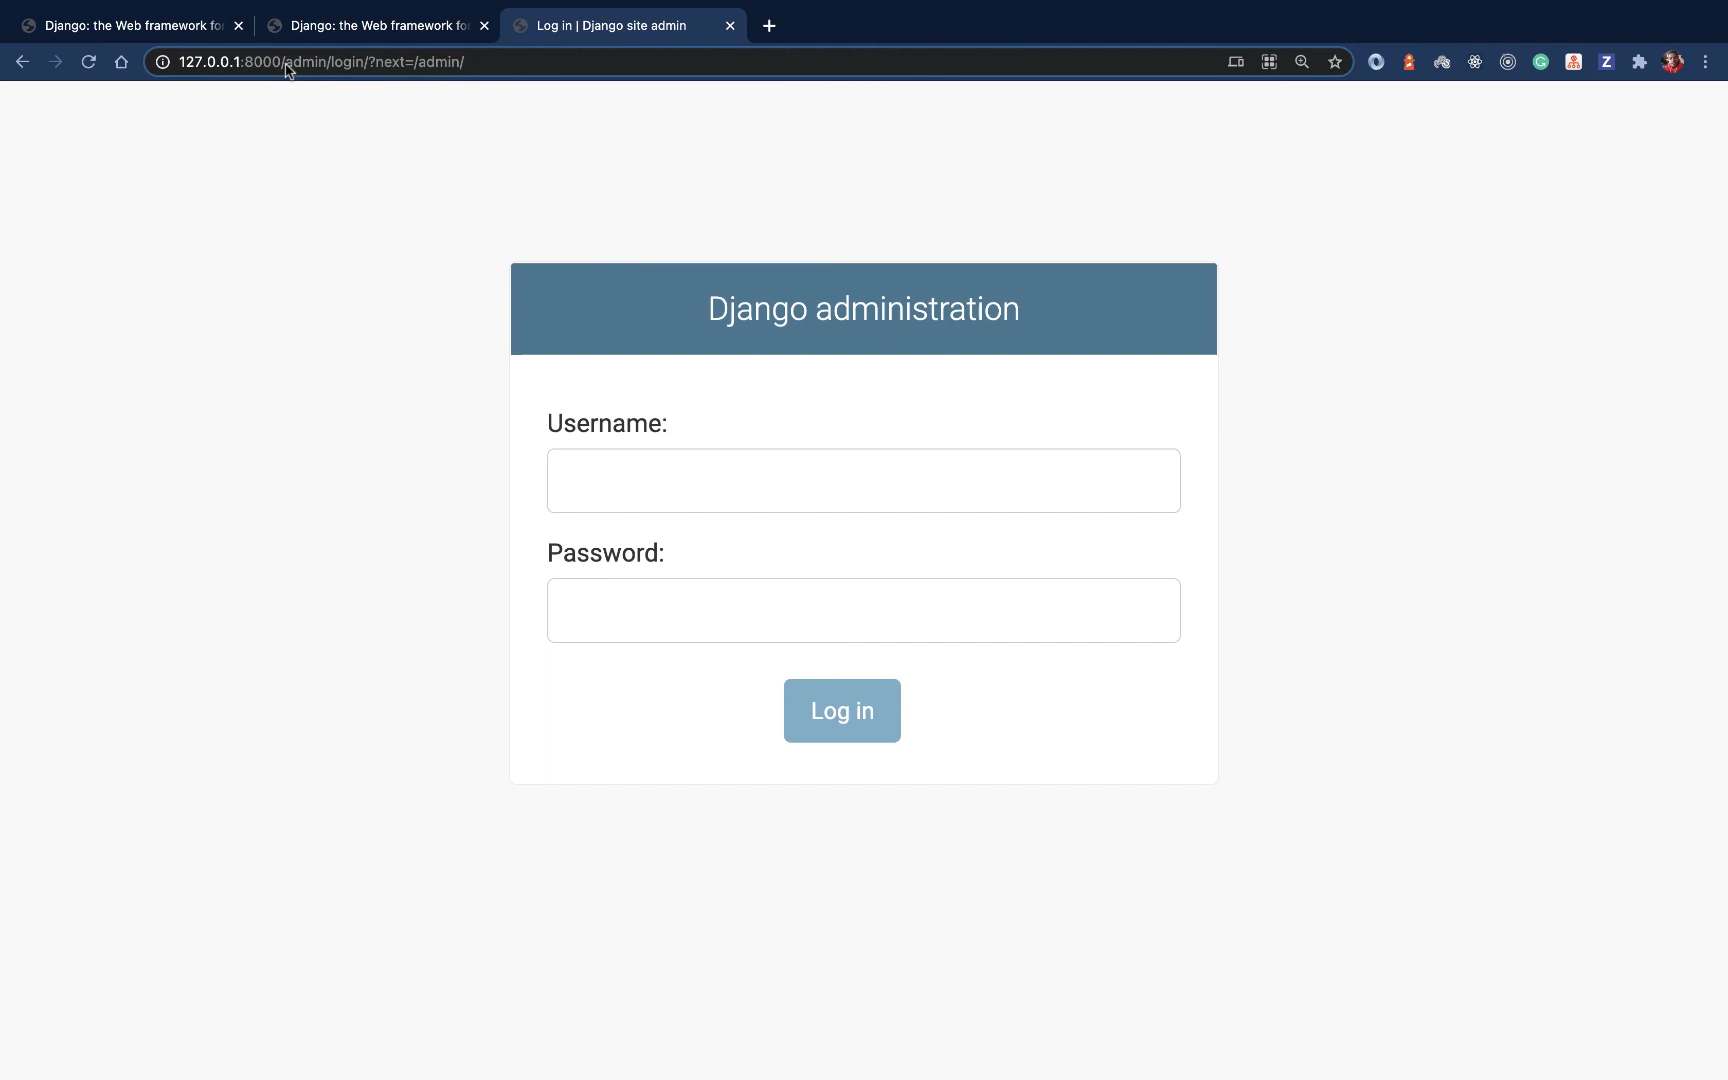 Django: the Web framework fo
Django: the Web framework fo
Log in | Django site admin
127.0.0.1:8000/admin/login/?next=/admin/
Z
Django administration
Username:
Password:
Log in